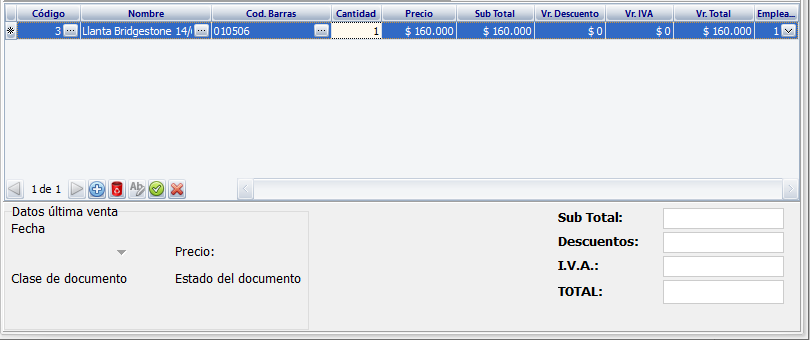 Código Nombre Cod. Barras Cantidad Precio Sub Total Vr. Descuento Vr. IVA Vr. Total Emplea...
3 Llanta Bridgestone 14/ 010506 1 $ 160.000 $ 160.000 $ 0 $ 0 $ 160.000 1
1 de 1
Datos última venta
Fecha
Precio:
Clase de documento Estado del documento
Sub Total:
Descuentos:
I.V.A.:
TOTAL: